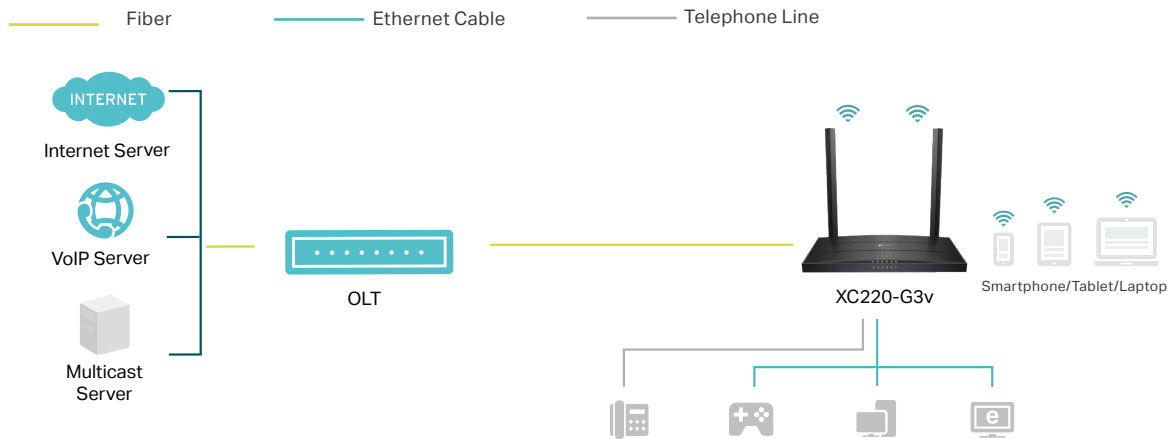 Fiber
Ethernet Cable
Telephone Line
INTERNET
Internet Server
VoIP Server
Multicast
Server
OLT
XC220-G3v
Smartphone/Tablet/Laptop
e